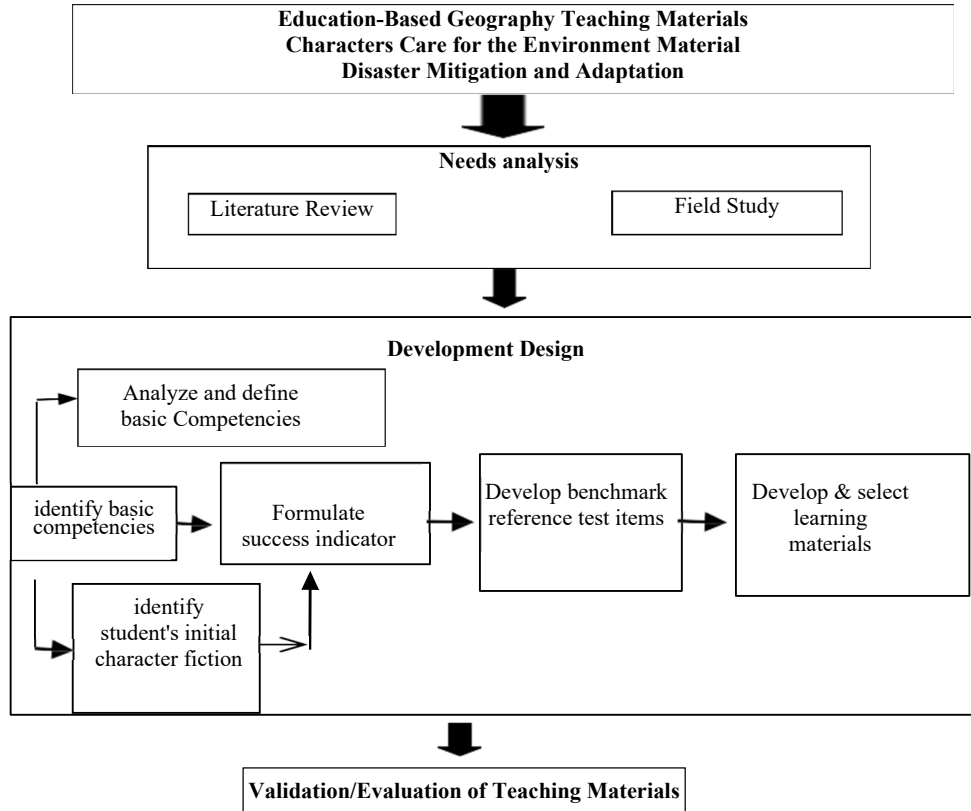 Education-Based Geography Teaching Materials
Characters Care for the Environment Material
Disaster Mitigation and Adaptation
Needs analysis
Literature Review
Field Study
Development Design
Analyze and define
basic Competencies
identify basic
competencies
Formulate
success indicator
Develop benchmark
reference test items
Develop & select
learning
materials
identify
student's initial
character fiction
Validation/Evaluation of Teaching Materials